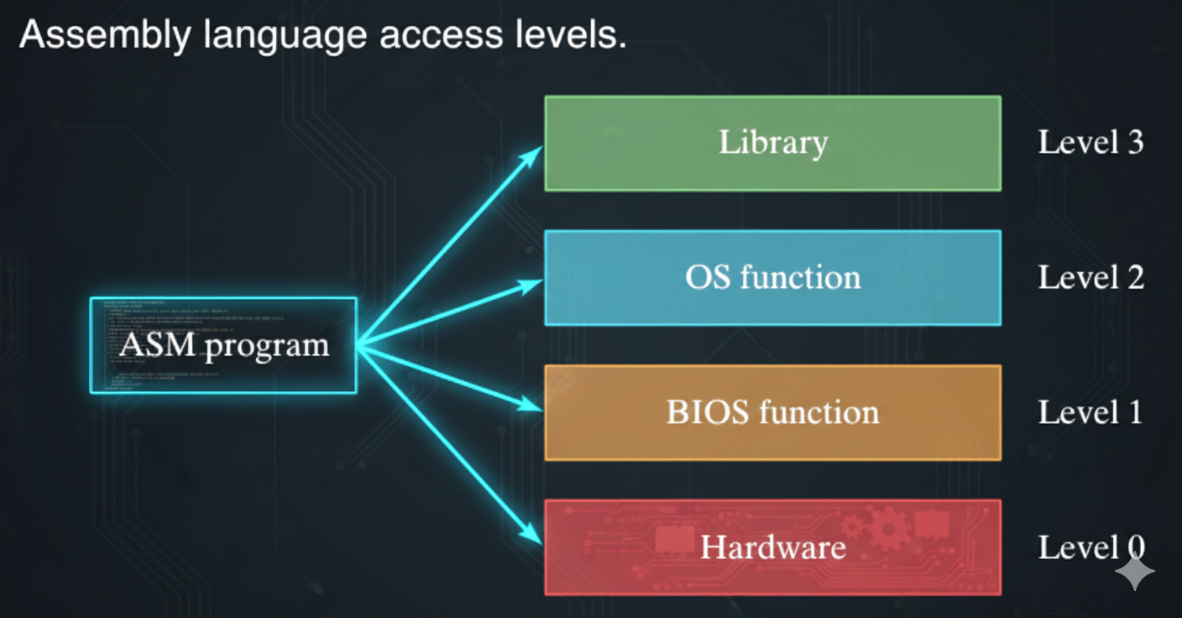 Assembly language access levels.
Library Level 3
OS function Level 2
ASM program
BIOS function Level 1
Hardware Level 0